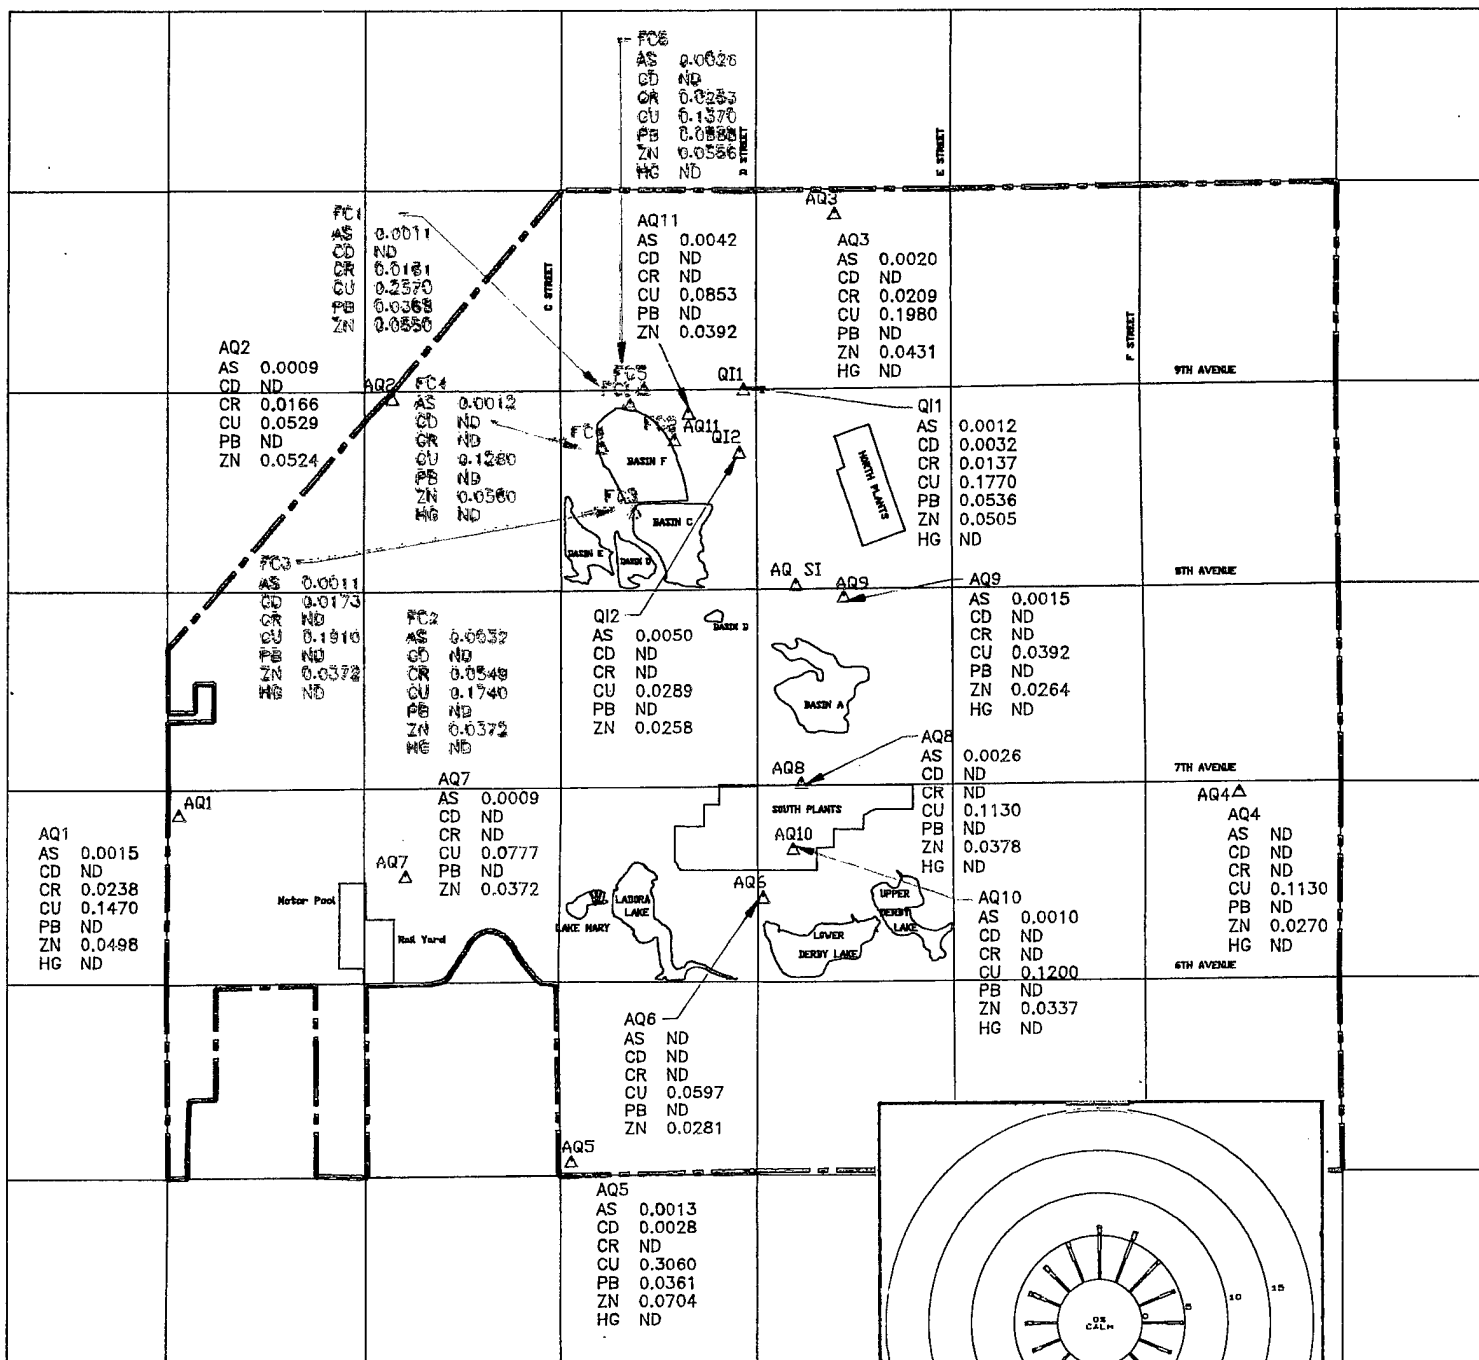 AS
CD ND
CU 0.1370
ZN
HG ND
D STREET
E STREET
FC1
AS 0.0011
CD ND
CR 0.0161
CU 0.2570
PB
ZN
C STREET
AQ11
AS 0.0042
CD ND
CR ND
CU 0.0853
PB ND
ZN 0.0392
AQ3
AQ3
AS 0.0020
CD ND
CR 0.0209
CU 0.1980
PB ND
ZN 0.0431
HG ND
F STREET
9TH AVENUE
AQ2
AS 0.0009
CD ND
CR 0.0166
CU 0.0529
PB ND
ZN 0.0524
AQ2
FC4
AS 0.0012
CD ND
CR ND
CU
PB ND
ZN
HG ND
QI1
AQ11
QI2
BASIN F
QI1
AS 0.0012
CD 0.0032
CR 0.0137
CU 0.1770
PB 0.0536
ZN 0.0505
HG ND
NORTH PLANTS
BASIN C
BASIN E
BASIN D
FC3
AS 0.0011
CD 0.0173
CR ND
CU 0.1910
PB ND
ZN 0.0372
HG ND
FC2
AS 0.0032
CD ND
CR 0.0549
CU 0.1740
PB ND
ZN 0.0372
HG ND
QI2
AS 0.0050
CD ND
CR ND
CU 0.0289
PB ND
ZN 0.0258
AQ SI
AQ9
8TH AVENUE
AQ9
AS 0.0015
CD ND
CR ND
CU 0.0392
PB ND
ZN 0.0264
HG ND
BASIN A
AQ8
AQ8
AS 0.0026
CD ND
CR ND
CU 0.1130
PB ND
ZN 0.0378
HG ND
7TH AVENUE
SOUTH PLANTS
AQ10
AQ4
AQ4
AS ND
CD ND
CR ND
CU 0.1130
PB ND
ZN 0.0270
HG ND
AQ1
AQ1
AS 0.0015
CD ND
CR 0.0238
CU 0.1470
PB ND
ZN 0.0498
HG ND
AQ7
AS 0.0009
CD ND
CR ND
CU 0.0777
PB ND
ZN 0.0372
AQ7
Motor Pool
Rail Yard
LAKE MARY
LADORA
LAKE
AQ6
UPPER
DERBY
LAKE
LOWER
DERBY LAKE
AQ10
AS 0.0010
CD ND
CR ND
CU 0.1200
PB ND
ZN 0.0337
HG ND
6TH AVENUE
AQ6
AS ND
CD ND
CR ND
CU 0.0597
PB ND
ZN 0.0281
AQ5
AQ5
AS 0.0013
CD 0.0028
CR ND
CU 0.3060
PB 0.0361
ZN 0.0704
HG ND
CALM
0
5
10
15